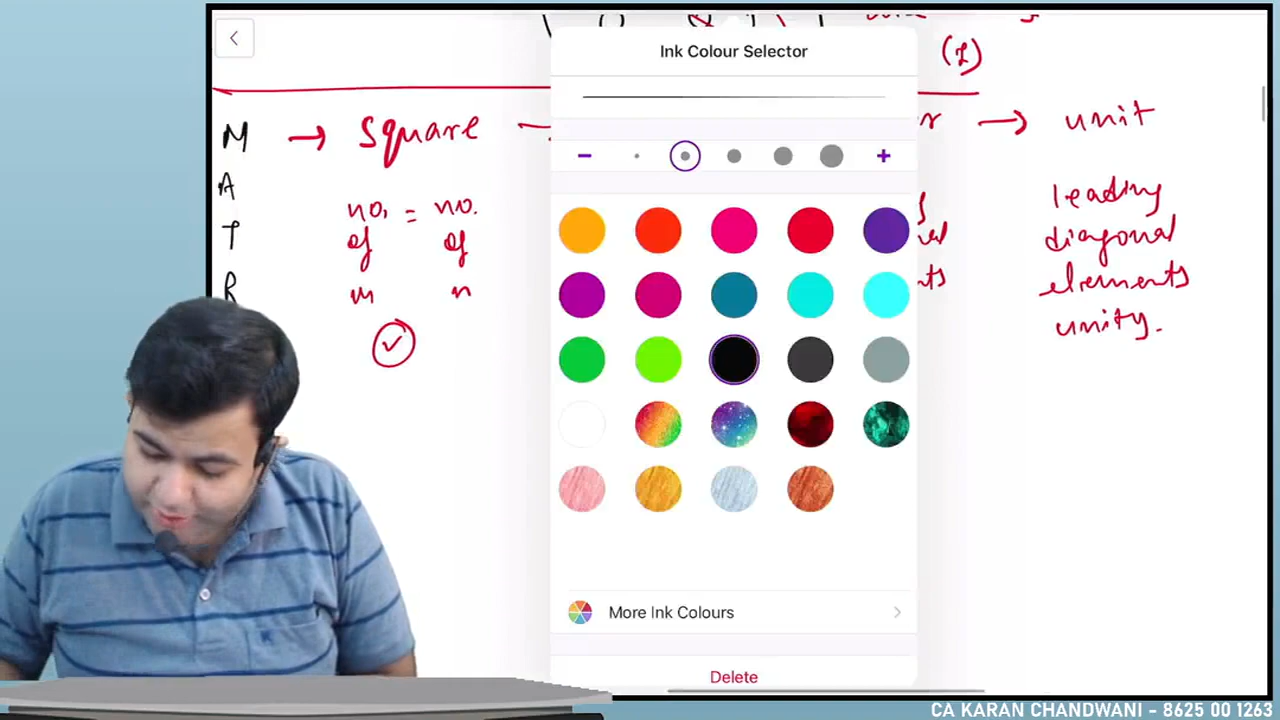 Ink Colour Selector
(I)
M → Square → → unit
A
T
R
no. = no.
of of
m n
leading
diagonal
elements
unity.
More Ink Colours
Delete
CA KARAN CHANDWANI - 8625 00 1263